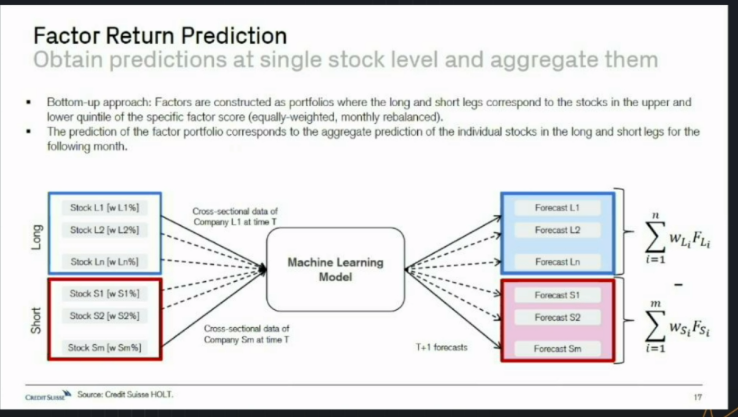 Factor Return Prediction
Obtain predictions at single stock level and aggregate them
▪ Bottom-up approach: Factors are constructed as portfolios where the long and short legs correspond to the stocks in the upper and
lower quintile of the specific factor score (equally-weighted, monthly rebalanced).
▪ The prediction of the factor portfolio corresponds to the aggregate prediction of the individual stocks in the long and short legs for the
following month.
Long
Stock L1 [w L1%]
Stock L2 [w L2%]
Stock Ln [w Ln%]
Short
Stock S1 [w S1%]
Stock S2 [w S2%]
Stock Sm [w Sm%]
Cross-sectional data of
Company L1 at time T
Machine Learning
Model
Cross-sectional data of
Company Sm at time T
T+1 forecasts
Forecast L1
Forecast L2
Forecast Ln
Forecast S1
Forecast S2
Forecast Sm
n
∑ w_{L_i} F_{L_i}
i=1
−
m
∑ w_{S_i} F_{S_i}
i=1
CREDIT SUISSE
Source: Credit Suisse HOLT.
17